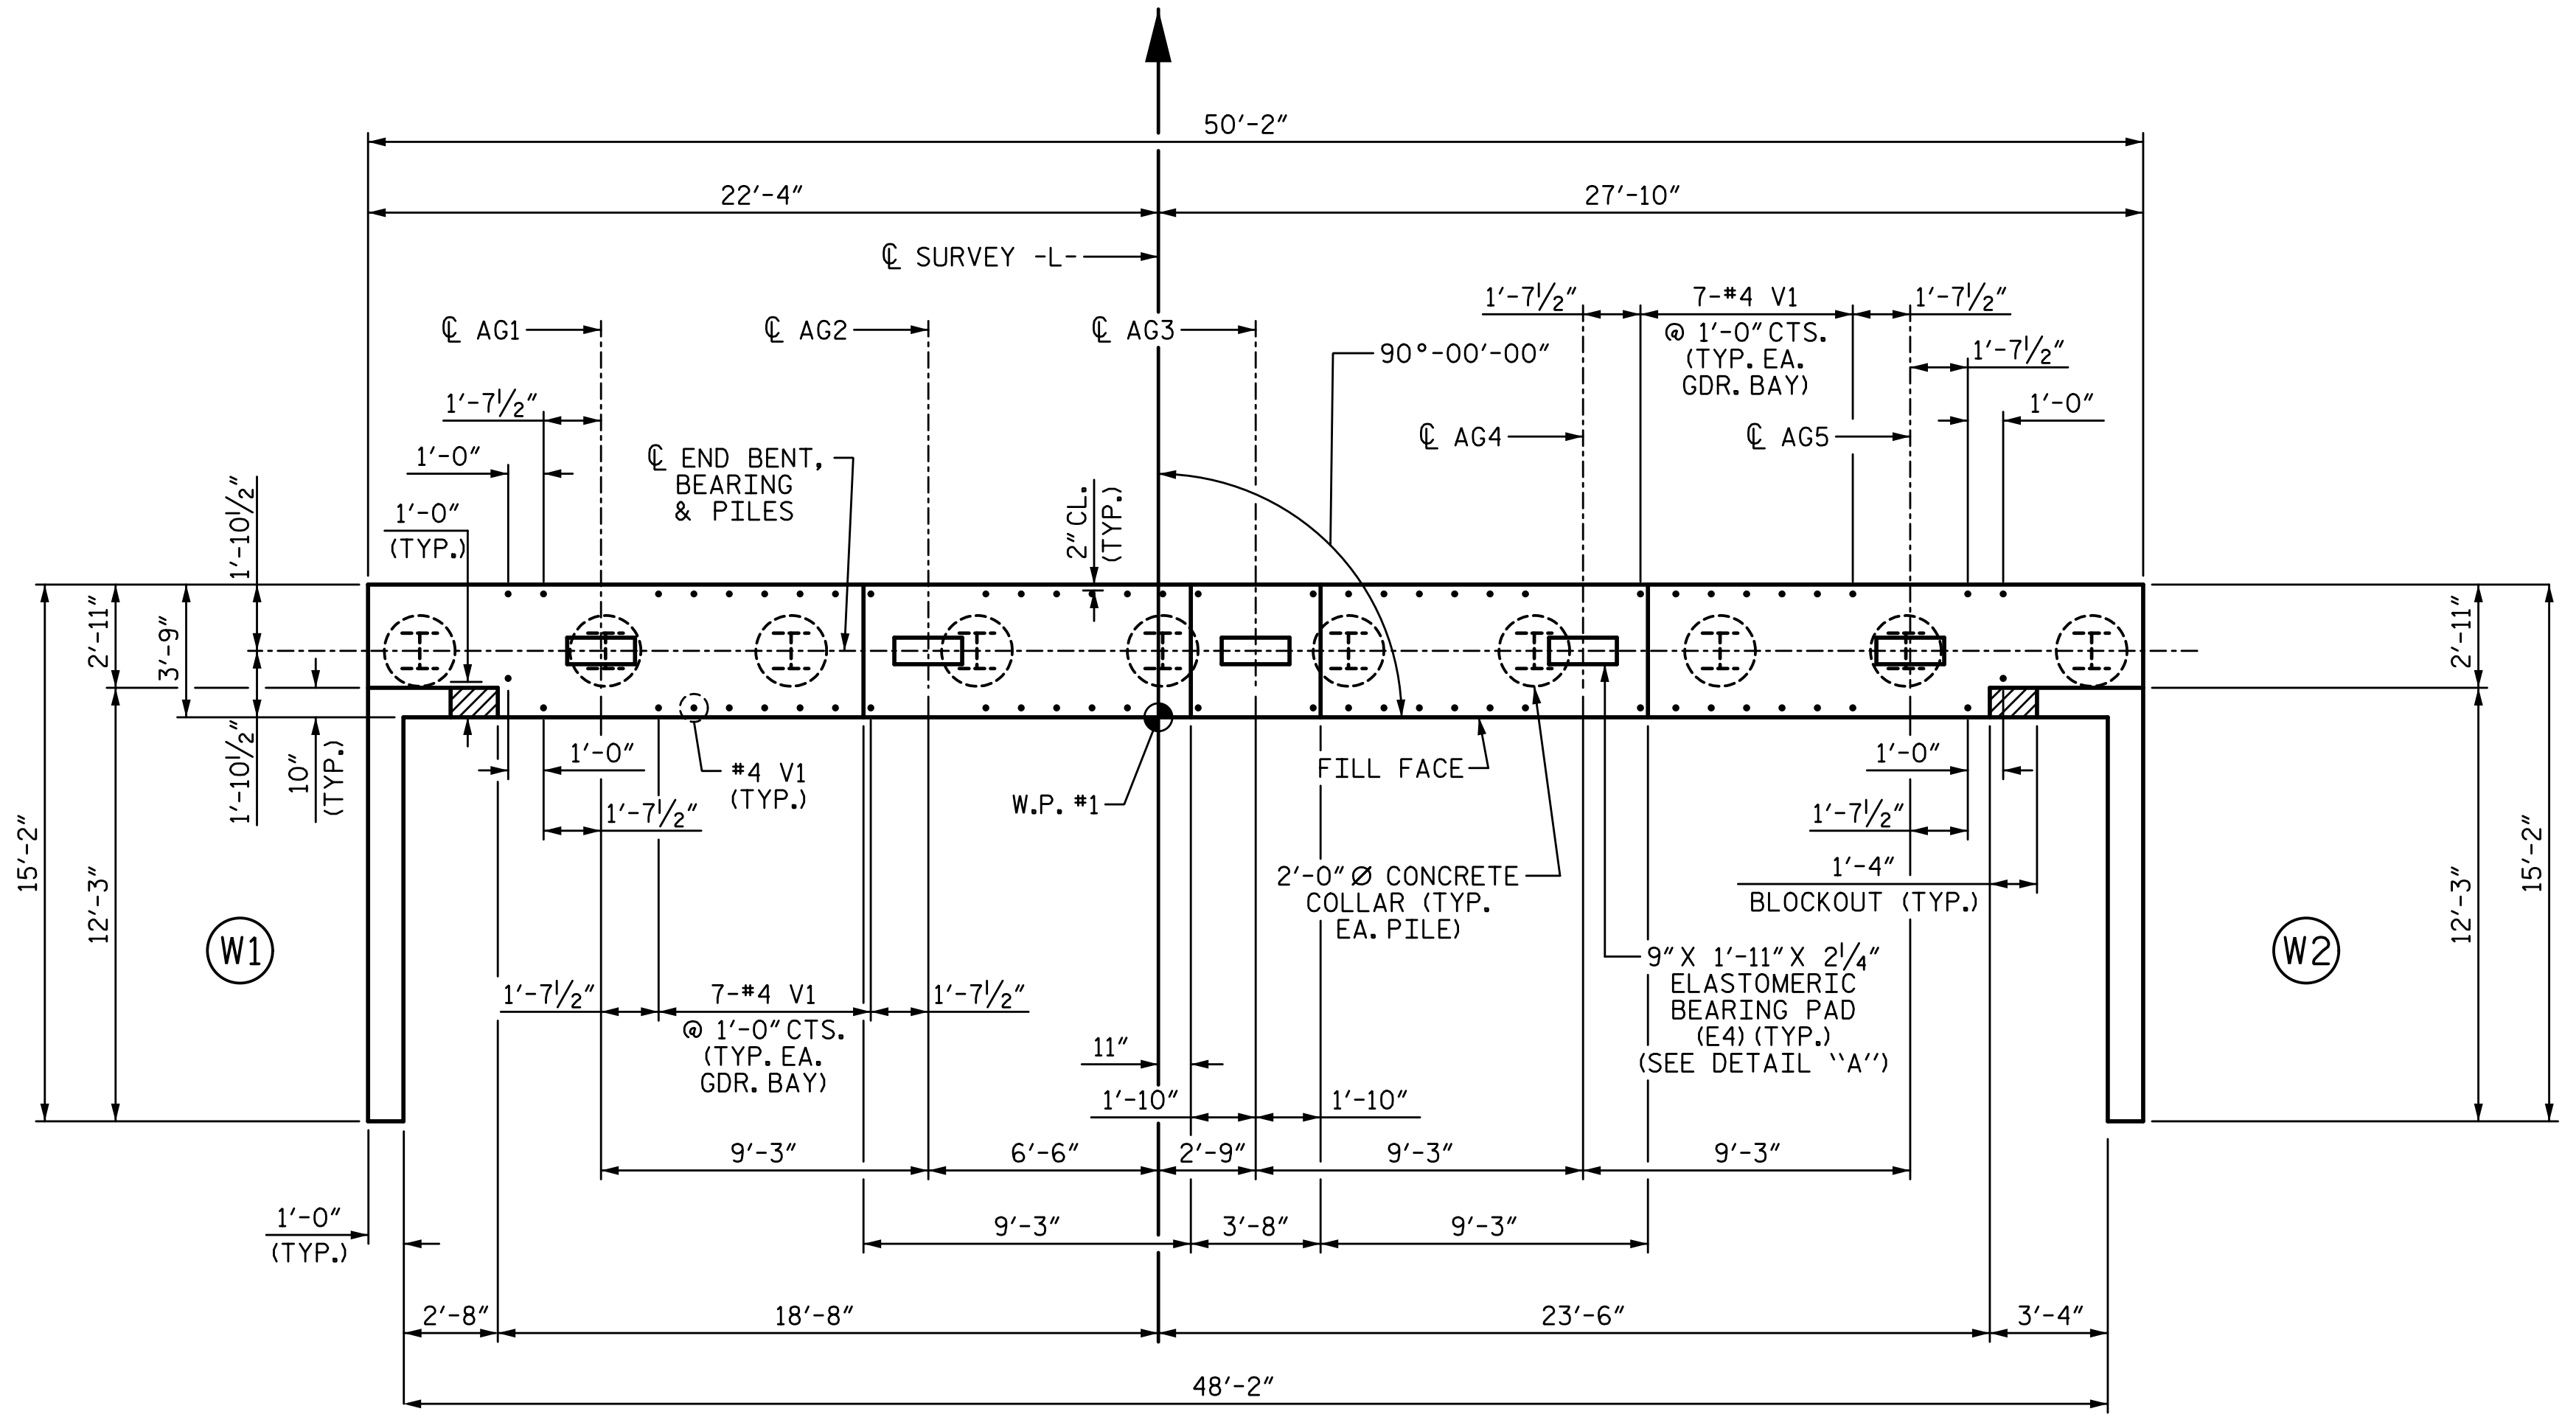 50′-2″
22′-4″
27′-10″
℄ SURVEY -L-
1′-7½″
7-#4 V1
@ 1′-0″ CTS.
(TYP. EA.
GDR. BAY)
1′-7½″
℄ AG1
℄ AG2
℄ AG3
90°-00′-00″
1′-7½″
1′-7½″
1′-0″
℄ AG4
℄ AG5
1′-0″
℄ END BENT,
BEARING
& PILES
1′-0″
(TYP.)
2″ CL.
(TYP.)
1′-10½″
2′-11″
3′-9″
2′-11″
1′-10½″
10″
(TYP.)
1′-0″
#4 V1
(TYP.)
1′-7½″
W.P. #1
FILL FACE
1′-0″
1′-7½″
15′-2″
12′-3″
2′-0″ Ø CONCRETE
COLLAR (TYP.
EA. PILE)
1′-4″
BLOCKOUT (TYP.)
12′-3″
15′-2″
W1
W2
9″ X 1′-11″ X 2¼″
ELASTOMERIC
BEARING PAD
(E4) (TYP.)
(SEE DETAIL ‘‘A’’)
1′-7½″
7-#4 V1
@ 1′-0″ CTS.
(TYP. EA.
GDR. BAY)
1′-7½″
11″
1′-10″
1′-10″
9′-3″
6′-6″
2′-9″
9′-3″
9′-3″
1′-0″
(TYP.)
9′-3″
3′-8″
9′-3″
2′-8″
18′-8″
23′-6″
3′-4″
48′-2″